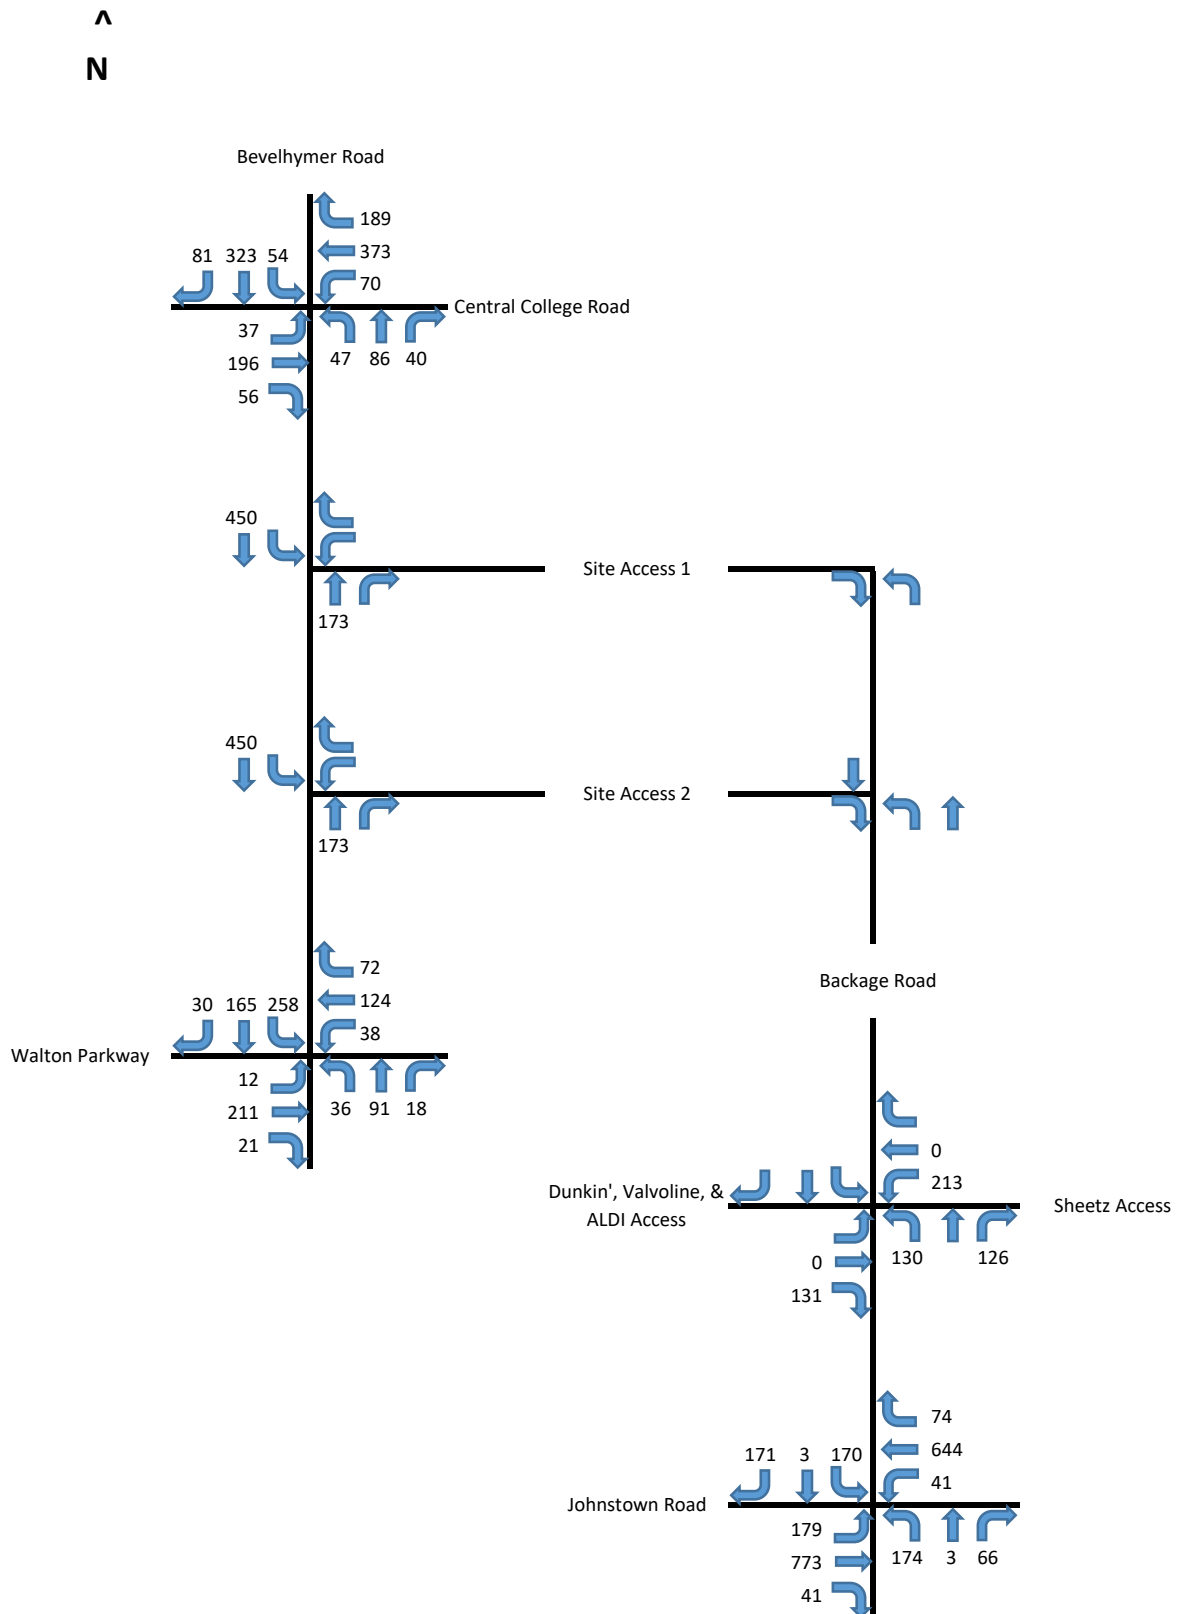 ^
N
Bevelhymer Road
189
373
81 323 54
70
Central College Road
37
47 86 40
196
56
450
Site Access 1
173
450
Site Access 2
173
72
Backage Road
124
30 165 258
38
Walton Parkway
12
36 91 18
211
21
0
213
Dunkin', Valvoline, &
ALDI Access
Sheetz Access
130 126
0
131
74
644
171 3 170
41
Johnstown Road
179
174 3 66
773
41